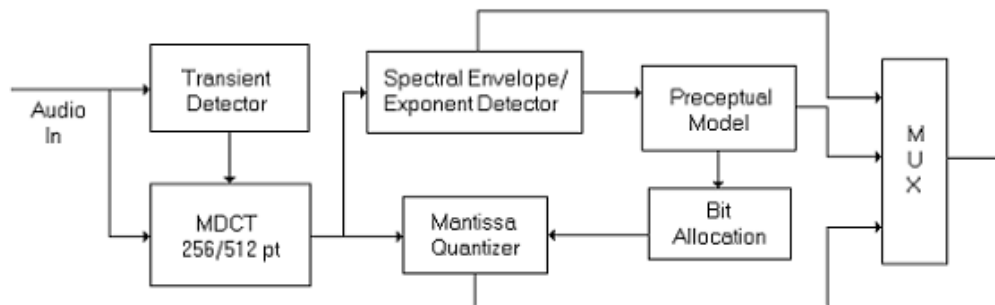 Audio
In
Transient
Detector
MDCT
256/512 pt
Spectral Envelope/
Exponent Detector
Mantissa
Quantizer
Preceptual
Model
Bit
Allocation
M
U
X